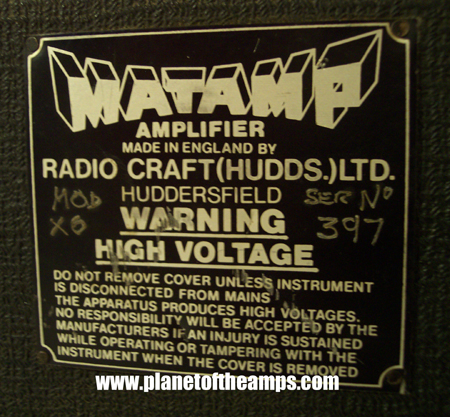 MATAMP
AMPLIFIER
MADE IN ENGLAND BY
RADIO CRAFT (HUDDS.) LTD.
MOD HUDDERSFIELD SER NO
X6 WARNING 397
HIGH VOLTAGE
DO NOT REMOVE COVER UNLESS INSTRUMENT
IS DISCONNECTED FROM MAINS
THE APPARATUS PRODUCES HIGH VOLTAGES.
NO RESPONSIBILITY WILL BE ACCEPTED BY THE
MANUFACTURERS IF AN INJURY IS SUSTAINED
WHILE OPERATING OR TAMPERING WITH THE
INSTRUMENT WHEN THE COVER IS REMOVED
www.planetoftheamps.com